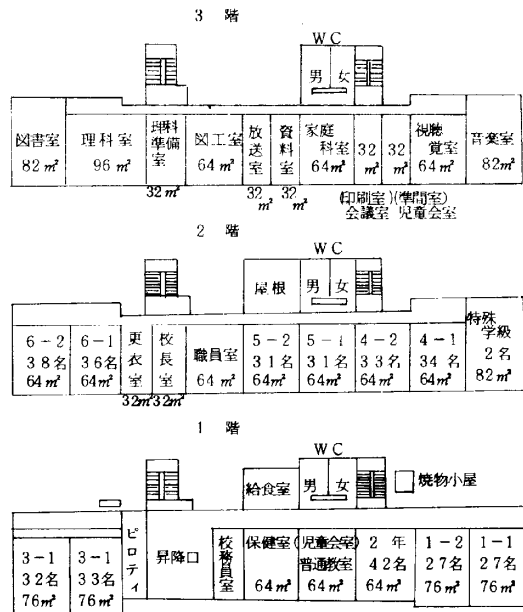 3 階
WC
男 女
図書室 82㎡
理科室 96㎡
理科準備室 32㎡
図工室 64㎡
放送室 32㎡
資料室 32㎡
家庭科室 64㎡
32㎡
32㎡
視聴覚室 64㎡
音楽室 82㎡
(印刷室)(準間室)
会議室 児童会室
2 階
WC
屋根 男 女
6-2 38名 64㎡
6-1 36名 64㎡
更衣室 32㎡
校長室 32㎡
職員室 64㎡
5-2 31名 64㎡
5-1 31名 64㎡
4-2 33名 64㎡
4-1 34名 64㎡
特殊学級 2名 82㎡
1 階
WC
給食室 男 女
焼物小屋
3-1 32名 76㎡
3-1 33名 76㎡
ピロティ
昇降口
校務員室
保健室 64㎡
(児童会室) 普通教室 64㎡
2年 42名 64㎡
1-2 27名 76㎡
1-1 27名 76㎡